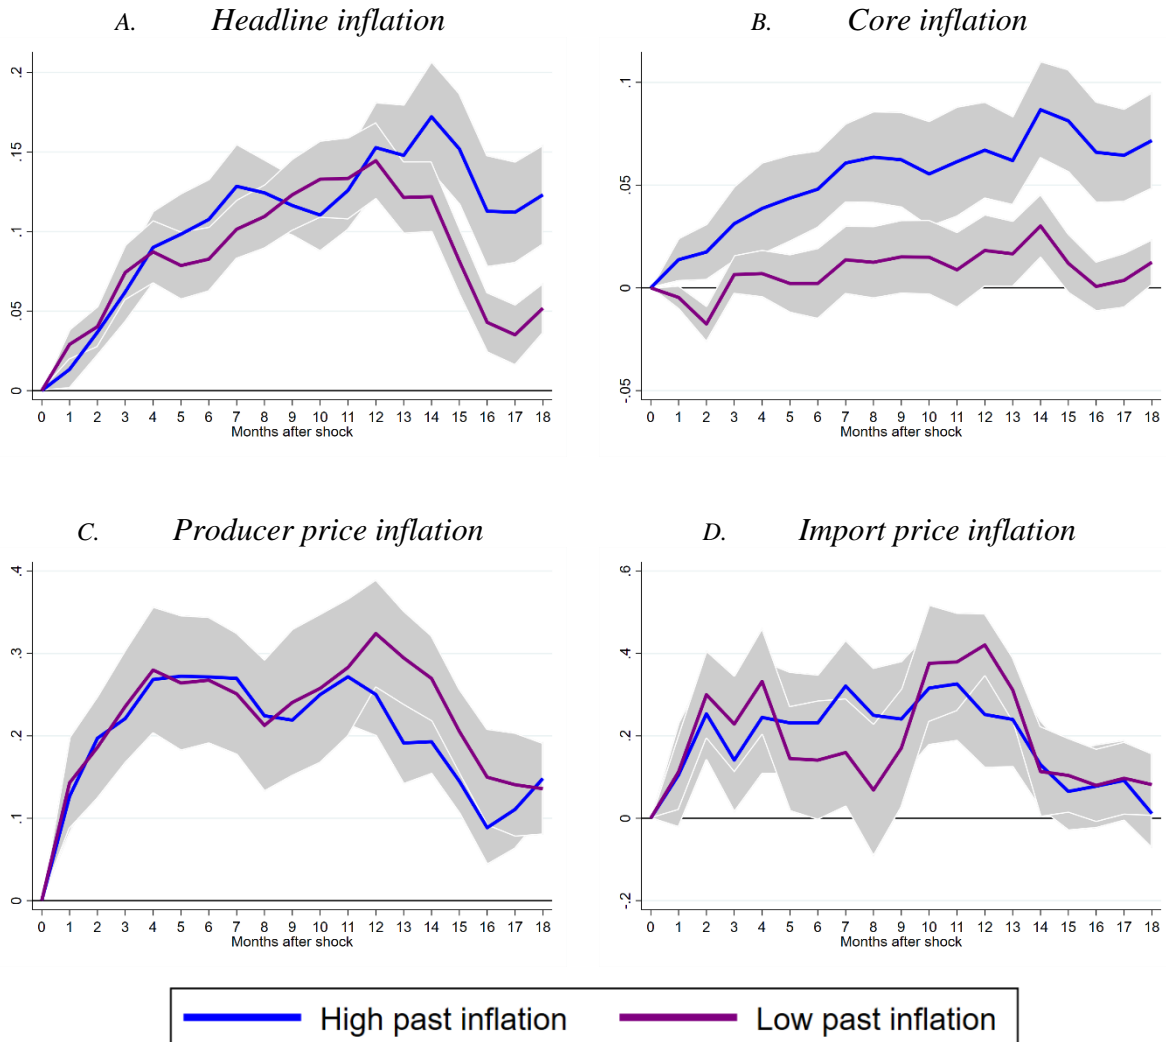 A. Headline inflation
B. Core inflation
.2
.15
.1
.05
0
0 1 2 3 4 5 6 7 8 9 10 11 12 13 14 15 16 17 18
Months after shock
.1
.05
0
-.05
0 1 2 3 4 5 6 7 8 9 10 11 12 13 14 15 16 17 18
Months after shock
C. Producer price inflation
D. Import price inflation
.4
.3
.2
.1
0
0 1 2 3 4 5 6 7 8 9 10 11 12 13 14 15 16 17 18
Months after shock
.6
.4
.2
0
-.2
0 1 2 3 4 5 6 7 8 9 10 11 12 13 14 15 16 17 18
Months after shock
High past inflation
Low past inflation